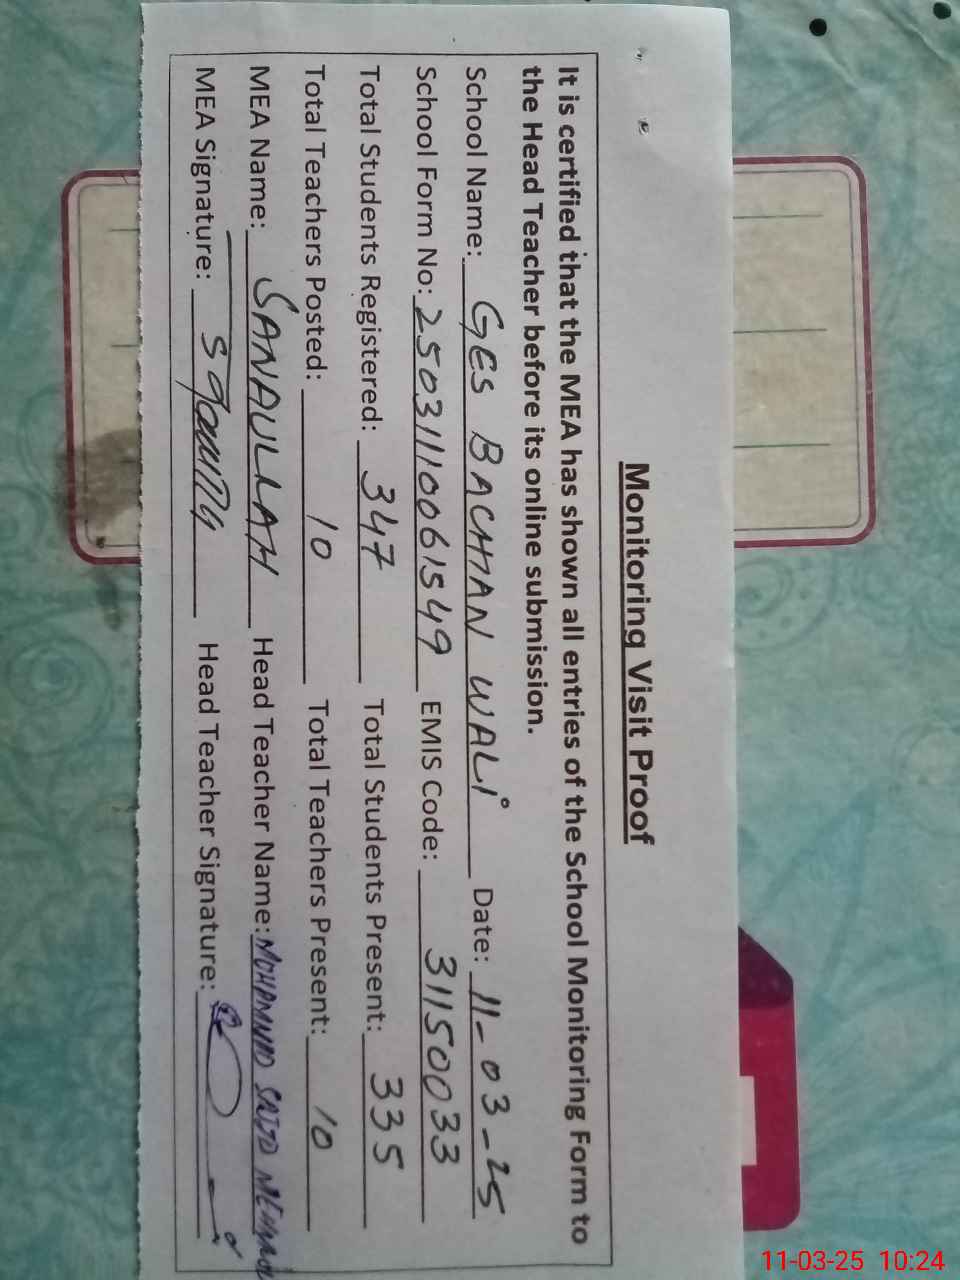 Monitoring Visit Proof
It is certified that the MEA has shown all entries of the School Monitoring Form to
the Head Teacher before its online submission.
School Name: GES BACHAN WALI Date: 11-03-25
School Form No: 25031110061549 EMIS Code: 31150033
Total Students Registered: 347 Total Students Present: 335
Total Teachers Posted: 10 Total Teachers Present: 10
MEA Name: SANAULLAH Head Teacher Name: MOHAMMAD SAJID
MEA Signature: Head Teacher Signature:
11-03-25 10:24